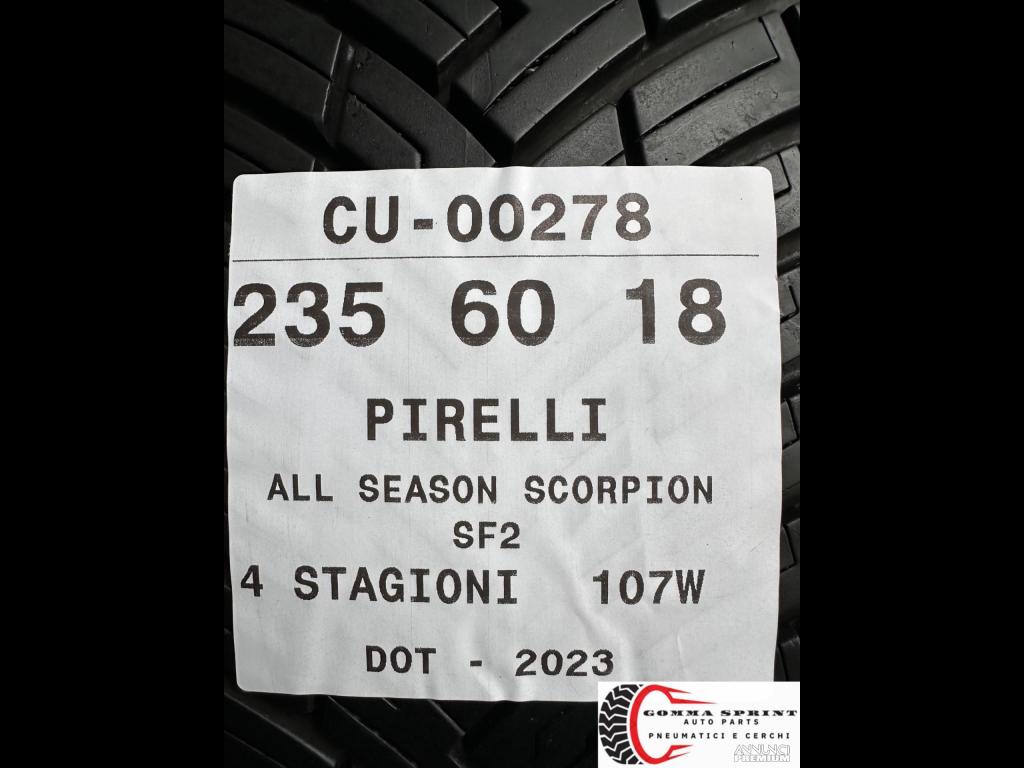 CU-00278
235 60 18
PIRELLI
ALL SEASON SCORPION
SF2
4 STAGIONI 107W
DOT - 2023
GOMMA SPRINT
AUTO PARTS
PNEUMATICI E CERCHI
ANNUNCI
PREMIUM